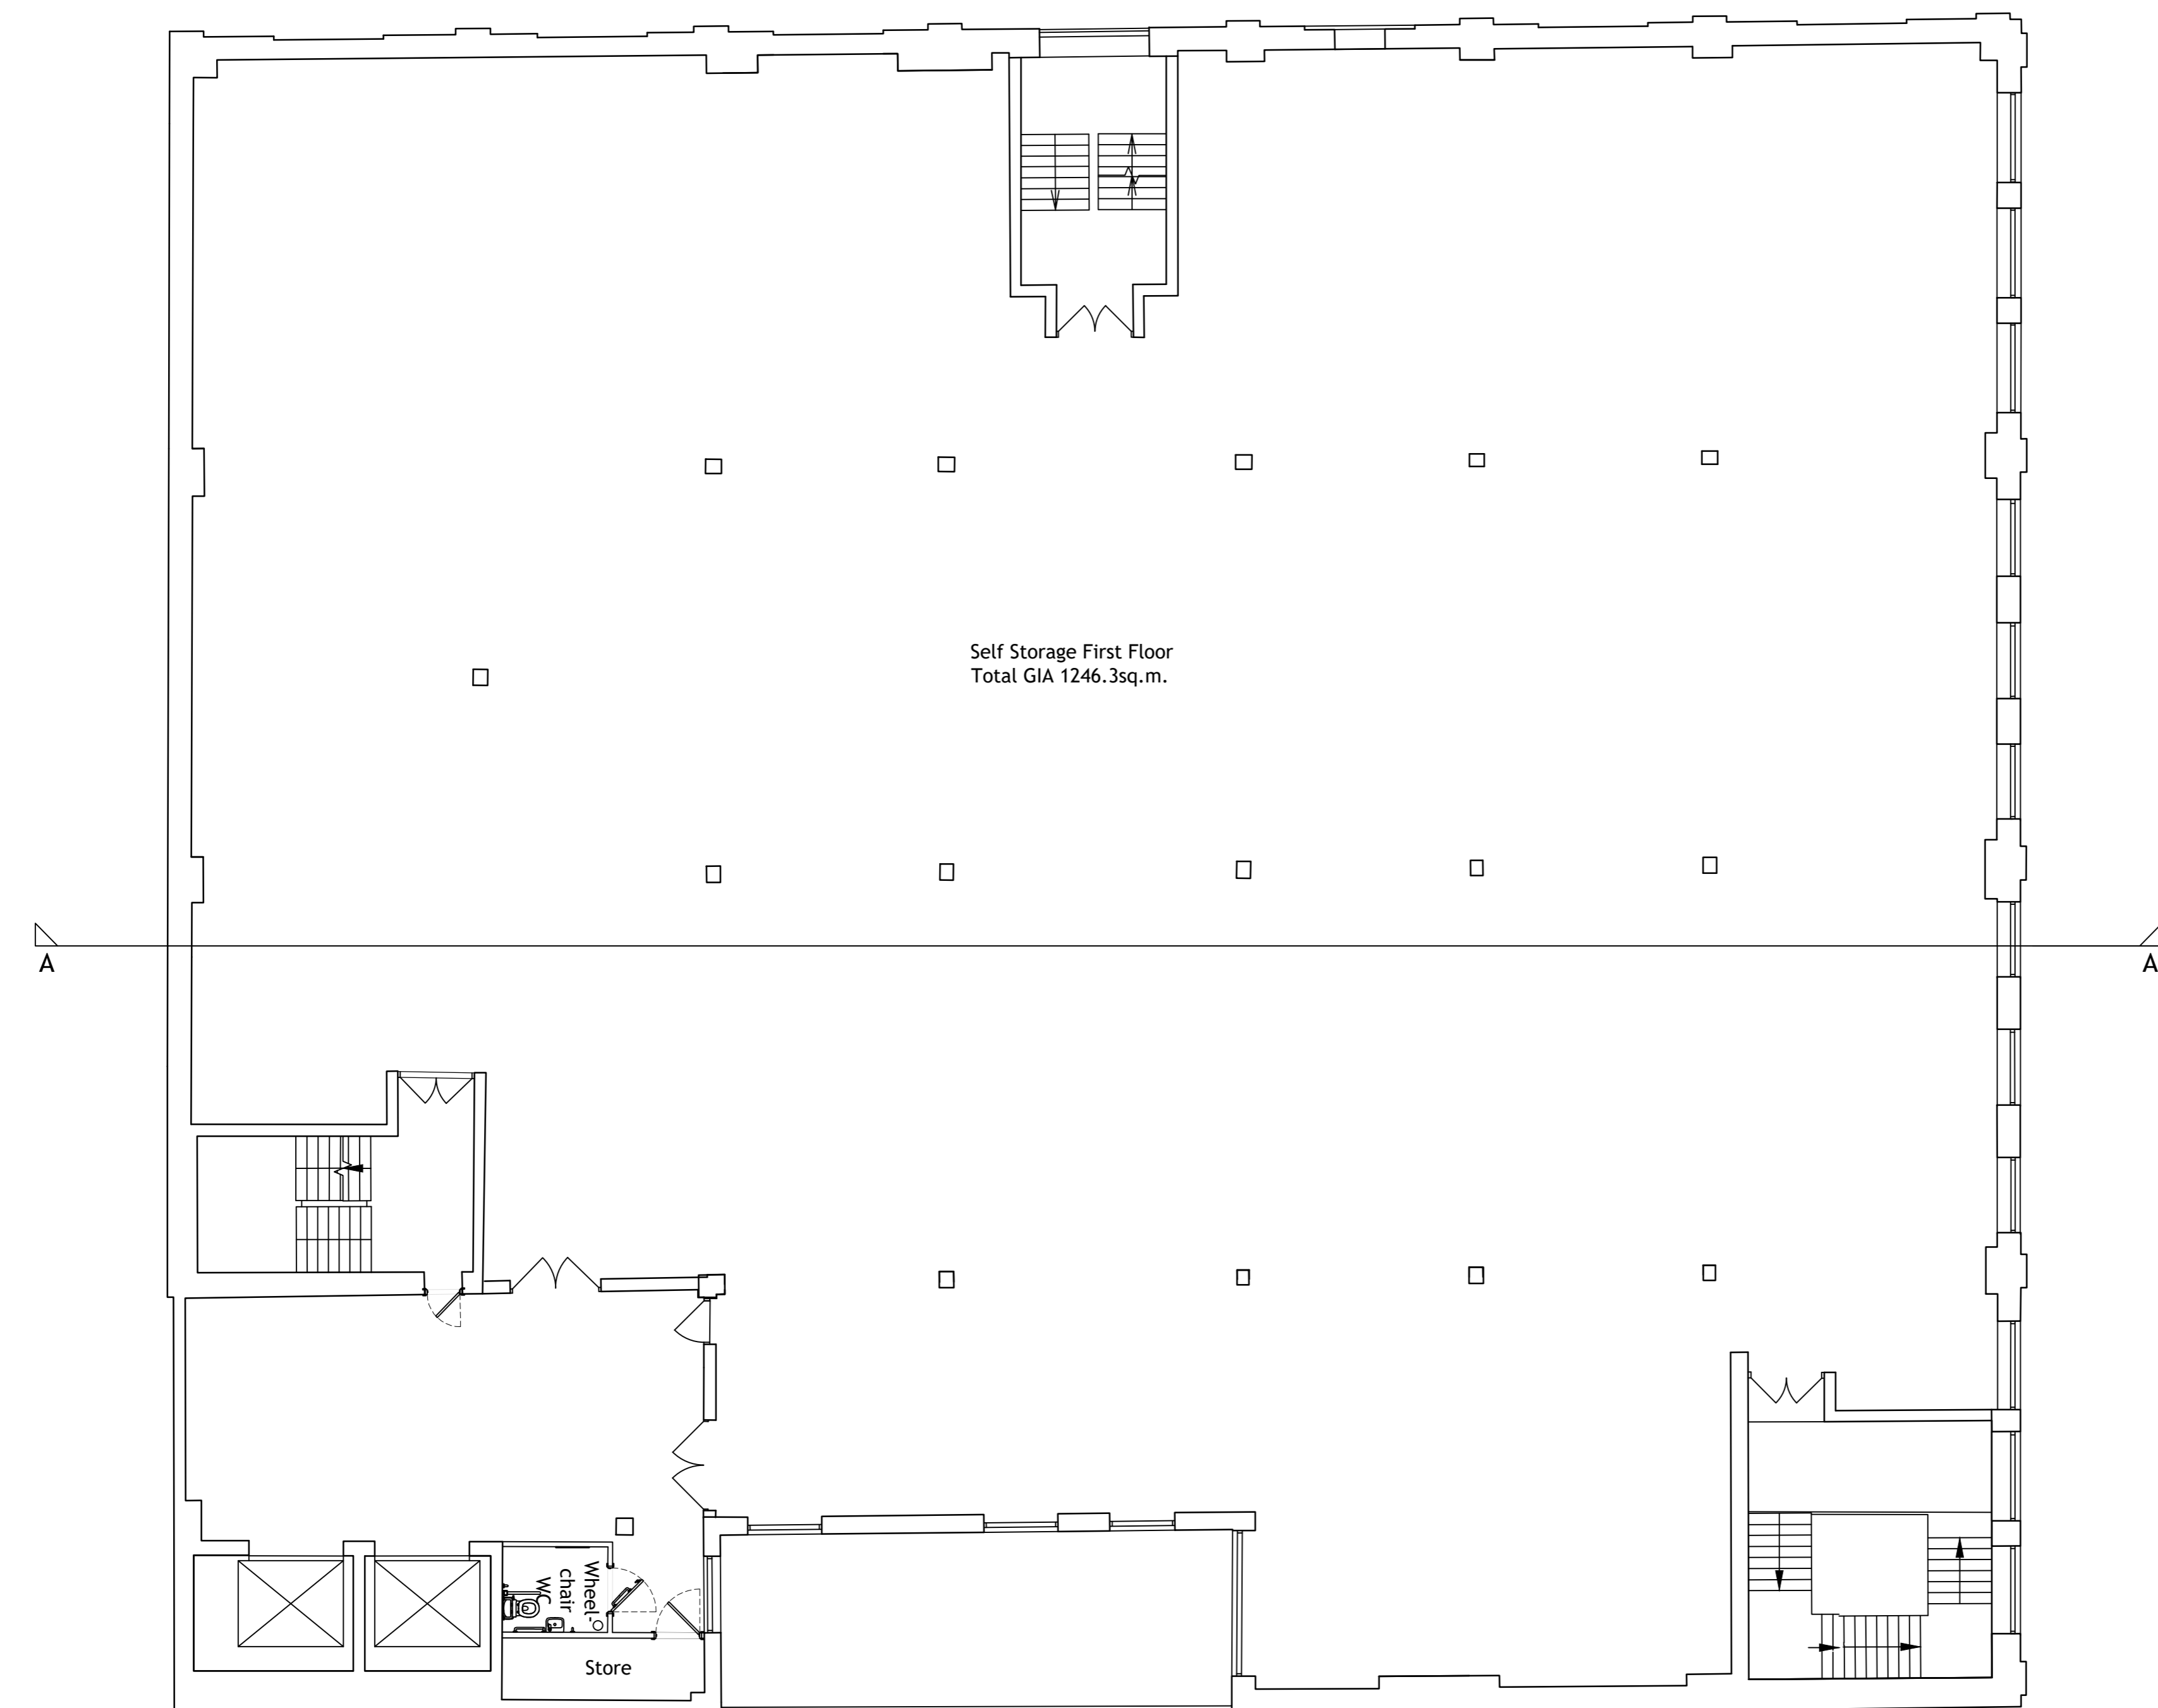 Self Storage First Floor
Total GIA 1246.3sq.m.
A
A
Wheel-
chair
WC
Store